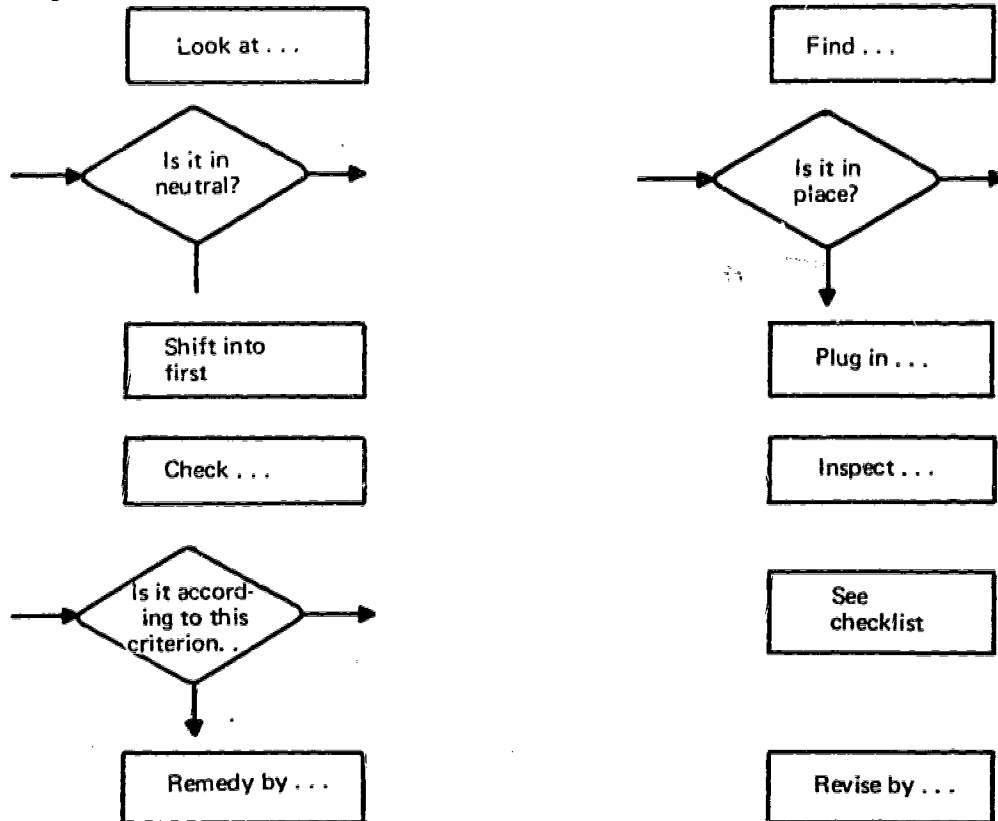 Look at . . .
Find . . .
Is it in
neutral?
Is it in
place?
Shift into
first
Plug in . . .
Check . . .
Inspect . . .
Is it accord-
ing to this
criterion. .
See
checklist
Remedy by . . .
Revise by . . .